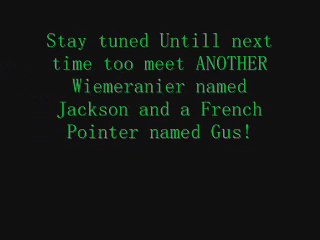 Stay tuned Untill next
time too meet ANOTHER
Wiemeranier named
Jackson and a French
Pointer named Gus!